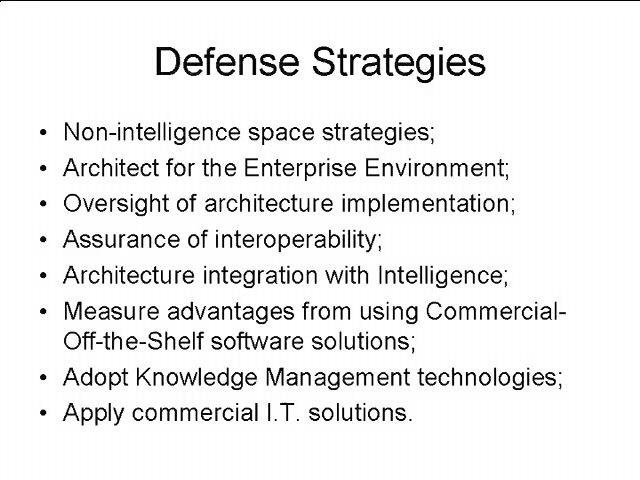 Defense Strategies
• Non-intelligence space strategies;
• Architect for the Enterprise Environment;
• Oversight of architecture implementation;
• Assurance of interoperability;
• Architecture integration with Intelligence;
• Measure advantages from using Commercial-
Off-the-Shelf software solutions;
• Adopt Knowledge Management technologies;
• Apply commercial I.T. solutions.